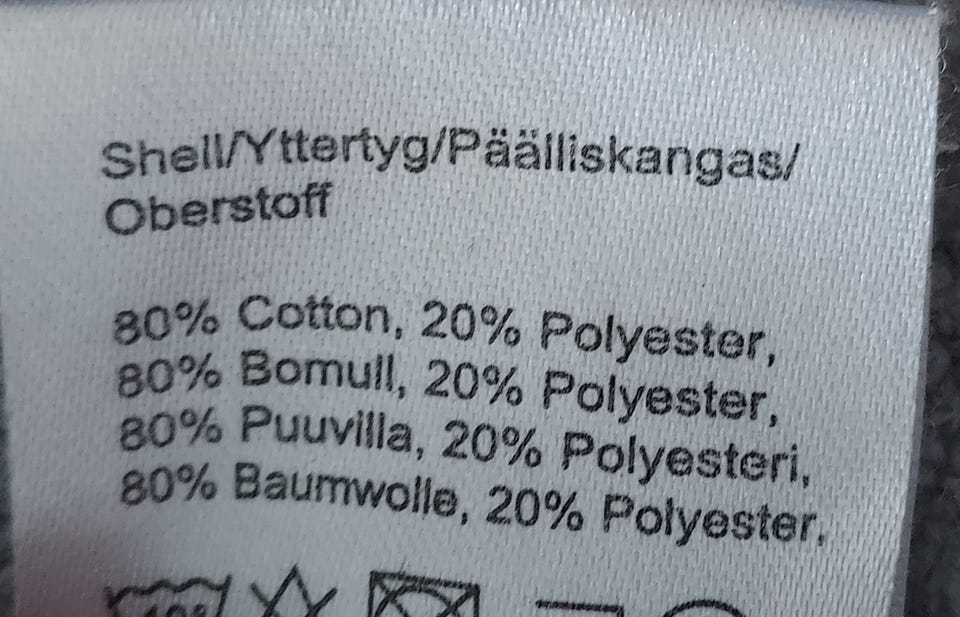 Shell/Yttertyg/Päälliskangas/
Oberstoff
80% Cotton, 20% Polyester,
80% Bomull, 20% Polyester,
80% Puuvilla, 20% Polyesteri,
80% Baumwolle, 20% Polyester,